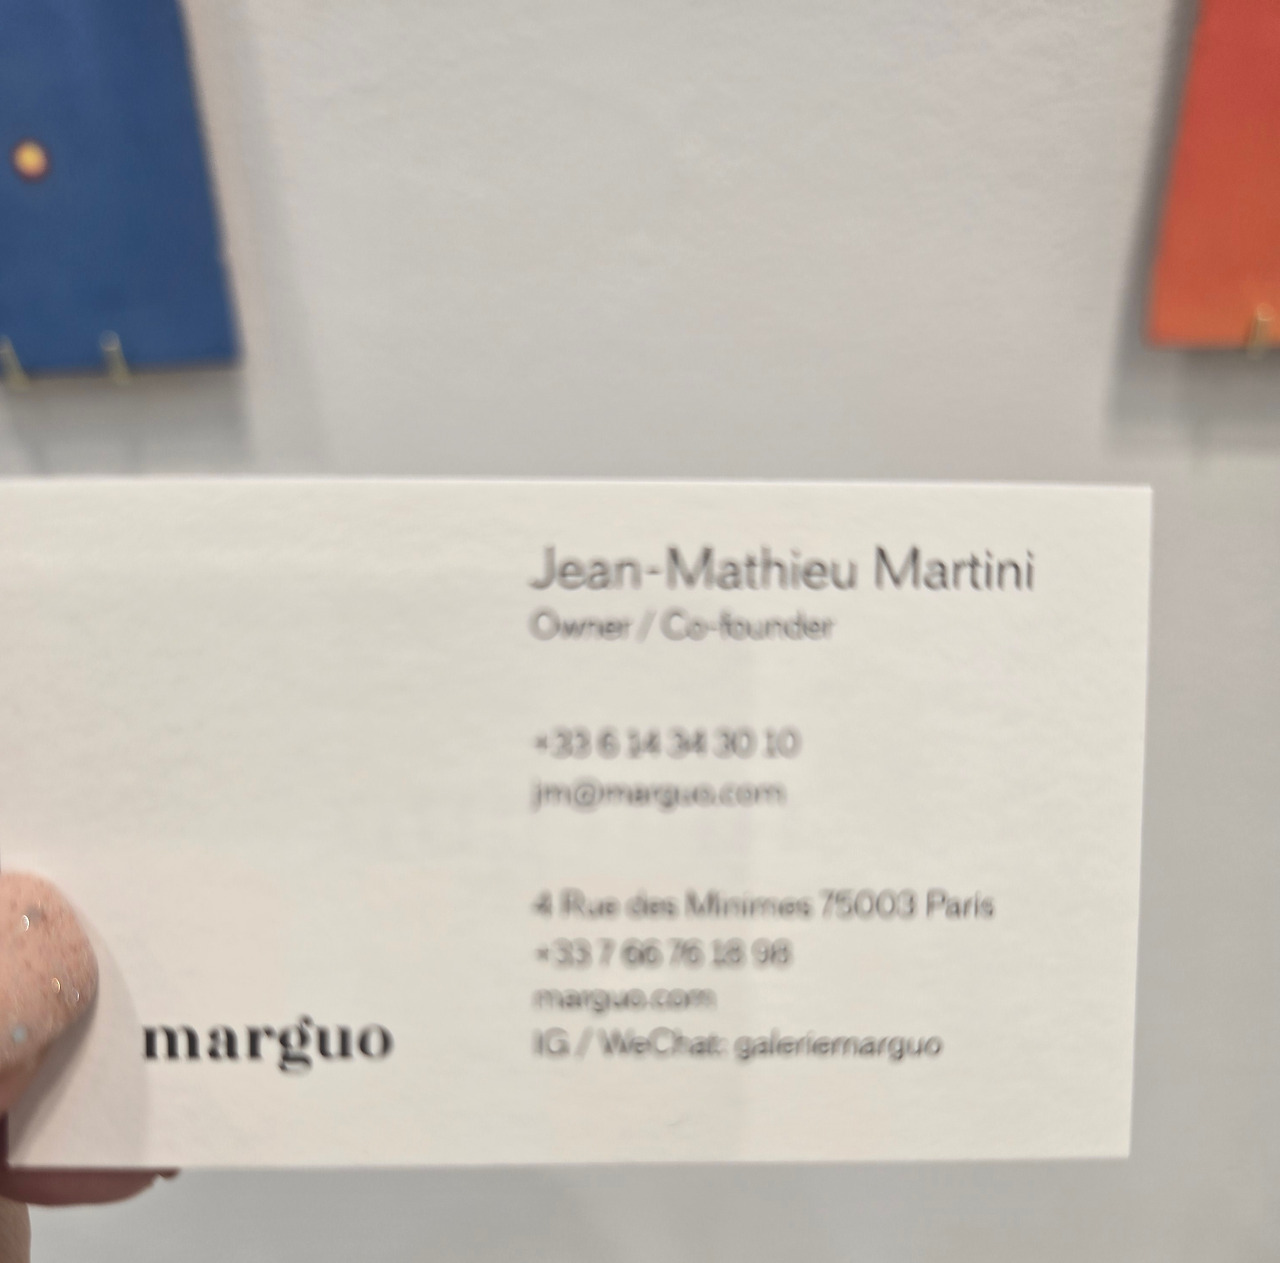 Jean-Mathieu Martini
Owner / Co-founder
+33 6 14 34 30 10
jm@marguo.com
4 Rue des Minimes 75003 Paris
+33 7 66 76 18 98
marguo.com
IG / WeChat: galeriemarguo
marguo